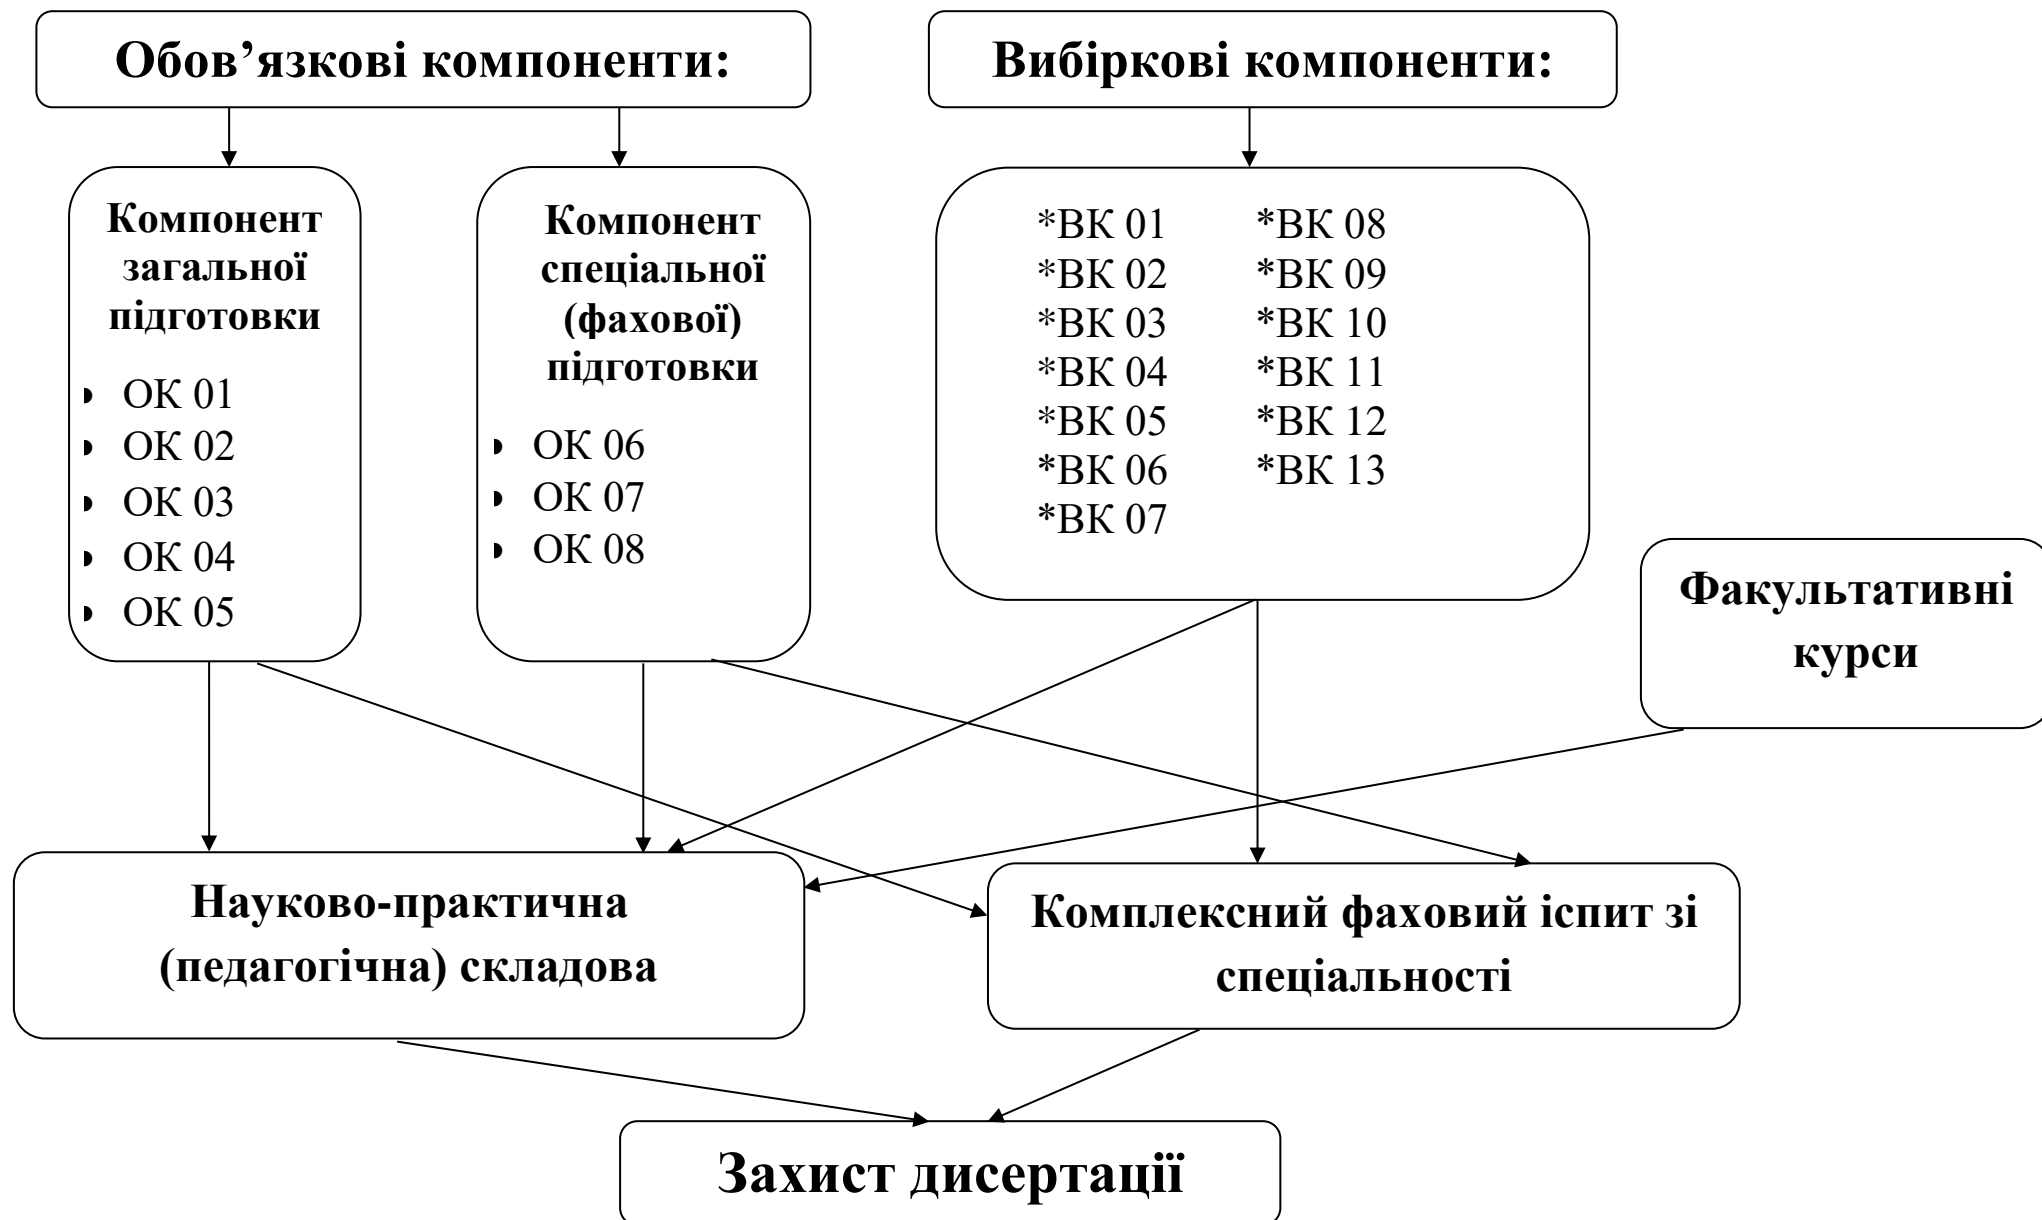 Обов’язкові компоненти:
Вибіркові компоненти:
Компонент
загальної
підготовки
• ОК 01
• ОК 02
• ОК 03
• ОК 04
• ОК 05
Компонент
спеціальної
(фахової)
підготовки
• ОК 06
• ОК 07
• ОК 08
*ВК 01 *ВК 08
*ВК 02 *ВК 09
*ВК 03 *ВК 10
*ВК 04 *ВК 11
*ВК 05 *ВК 12
*ВК 06 *ВК 13
*ВК 07
Факультативні
курси
Науково-практична
(педагогічна) складова
Комплексний фаховий іспит зі
спеціальності
Захист дисертації